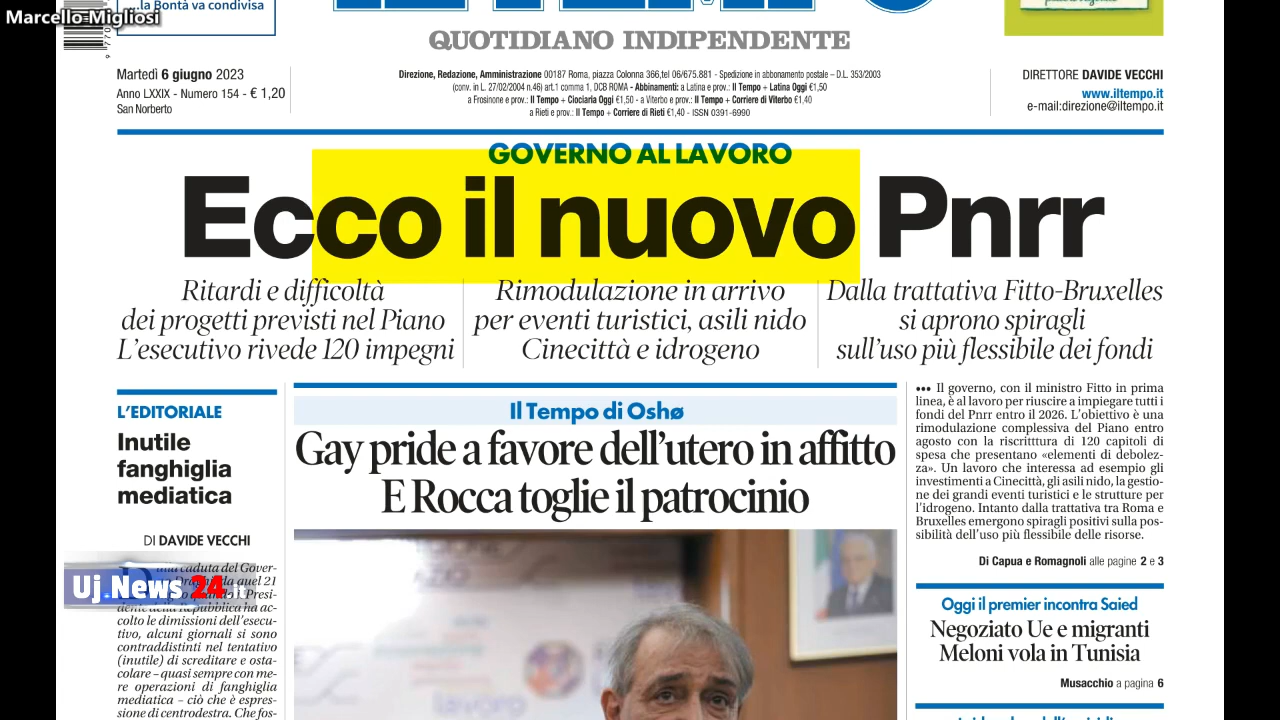 Marcello Migliosi
...la Bontà va condivisa
QUOTIDIANO INDIPENDENTE
Martedì 6 giugno 2023
Anno LXXIX - Numero 154 - € 1,20
San Norberto
Direzione, Redazione, Amministrazione 00187 Roma, piazza Colonna 366,tel 06/675.881 - Spedizione in abbonamento postale – D.L. 353/2003
(conv. in L. 27/02/2004 n.46) art.1 comma 1, DCB ROMA - Abbinamenti: a Latina e prov.: Il Tempo + Latina Oggi €1,50
a Frosinone e prov.: Il Tempo + Ciociaria Oggi €1,50 - a Viterbo e prov.: Il Tempo + Corriere di Viterbo €1,40
a Rieti e prov.: Il Tempo + Corriere di Rieti €1,40 - ISSN 0391-6990
DIRETTORE DAVIDE VECCHI
www.iltempo.it
e-mail:direzione@iltempo.it
GOVERNO AL LAVORO
Ecco il nuovo Pnrr
Ritardi e difficoltà
dei progetti previsti nel Piano
L'esecutivo rivede 120 impegni
Rimodulazione in arrivo
per eventi turistici, asili nido
Cinecittà e idrogeno
Dalla trattativa Fitto-Bruxelles
si aprono spiragli
sull'uso più flessibile dei fondi
L'EDITORIALE
Inutile
fanghiglia
mediatica
DI DAVIDE VECCHI
caduta del Gover-
quel 21
Presi-
dente della Repubblica ha ac-
colto le dimissioni dell'esecu-
tivo, alcuni giornali si sono
contraddistinti nel tentativo
(inutile) di screditare e osta-
colare – quasi sempre con me-
re operazioni di fanghiglia
mediatica – ciò che è espres-
sione di centrodestra. Che fos-
Uj.News 24.it
Il Tempo di Oshø
Gay pride a favore dell'utero in affitto
E Rocca toglie il patrocinio
••• Il governo, con il ministro Fitto in prima
linea, è al lavoro per riuscire a impiegare tutti i
fondi del Pnrr entro il 2026. L'obiettivo è una
rimodulazione complessiva del Piano entro
agosto con la riscritttura di 120 capitoli di
spesa che presentano «elementi di debolez-
za». Un lavoro che interessa ad esempio gli
investimenti a Cinecittà, gli asili nido, la gestio-
ne dei grandi eventi turistici e le strutture per
l'idrogeno. Intanto dalla trattativa tra Roma e
Bruxelles emergono spiragli positivi sulla pos-
sibilità dell'uso più flessibile delle risorse.
Di Capua e Romagnoli alle pagine 2 e 3
Oggi il premier incontra Saied
Negoziato Ue e migranti
Meloni vola in Tunisia
Musacchio a pagina 6